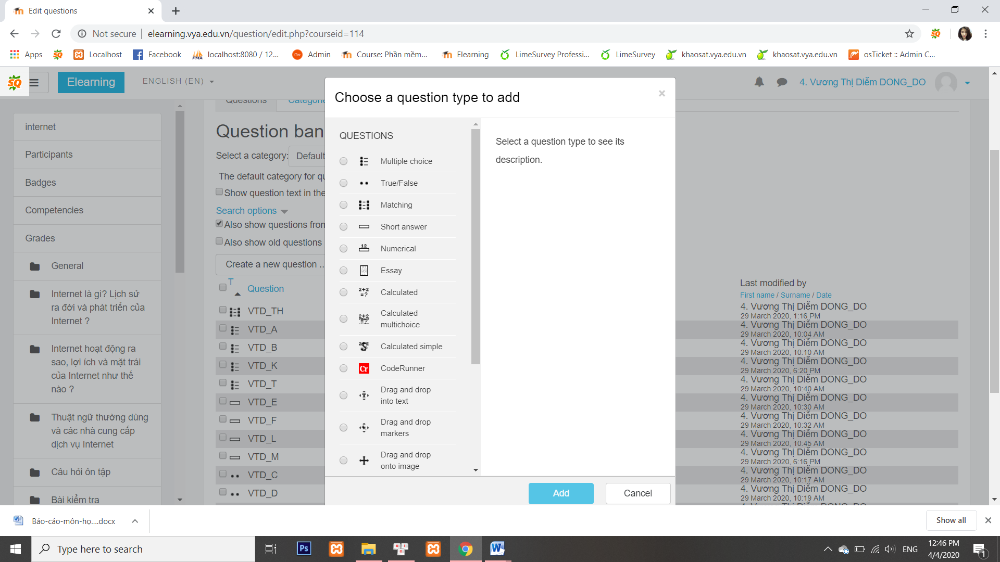 Edit questions
Not secure | elearning.vya.edu.vn/question/edit.php?courseid=114
Apps
SQ
Localhost
Facebook
PMA
localhost:8080 / 12...
Admin
Course: Phần mềm...
Elearning
LimeSurvey Professi...
LimeSurvey
khaosat.vya.edu.vn
khaosat.vya.edu.vn
osTicket :: Admin C...
SQ
Elearning
ENGLISH (EN)
4. Vương Thị Diễm DONG_DO
internet
Participants
Badges
Competencies
Grades
General
Internet là gì? Lịch sử
ra đời và phát triển của
Internet ?
Internet hoạt động ra
sao, lợi ích và mặt trái
của Internet như thế
nào ?
Thuật ngữ thường dùng
và các nhà cung cấp
dịch vụ Internet
Câu hỏi ôn tập
Bài kiểm tra
Questions
Catego
Question ban
Select a category:
Default
The default category for qu
Show question text in the
Search options
Also show questions from
Also show old questions
Create a new question ...
T
Question
VTD_TH
VTD_A
VTD_B
VTD_K
VTD_T
VTD_E
VTD_F
VTD_L
VTD_M
VTD_C
VTD_D
Choose a question type to add
×
QUESTIONS
Multiple choice
True/False
Matching
Short answer
12
Numerical
Essay
2+2
=?
Calculated
2+2
=?
Calculated
multichoice
Calculated simple
Cr
CodeRunner
T
Drag and drop
into text
Drag and drop
markers
Drag and drop
onto image
Select a question type to see its
description.
Add
Cancel
Last modified by
First name / Surname / Date
4. Vương Thị Diễm DONG_DO
29 March 2020, 1:16 PM
4. Vương Thị Diễm DONG_DO
29 March 2020, 10:04 AM
4. Vương Thị Diễm DONG_DO
29 March 2020, 10:10 AM
4. Vương Thị Diễm DONG_DO
29 March 2020, 6:20 PM
4. Vương Thị Diễm DONG_DO
29 March 2020, 10:40 AM
4. Vương Thị Diễm DONG_DO
29 March 2020, 10:30 AM
4. Vương Thị Diễm DONG_DO
29 March 2020, 10:32 AM
4. Vương Thị Diễm DONG_DO
29 March 2020, 10:45 AM
4. Vương Thị Diễm DONG_DO
29 March 2020, 6:16 PM
4. Vương Thị Diễm DONG_DO
29 March 2020, 10:17 AM
4. Vương Thị Diễm DONG_DO
29 March 2020, 10:19 AM
Báo-cáo-môn-họ....docx
Show all
Type here to search
Ps
W
ENG
12:46 PM
4/4/2020
1